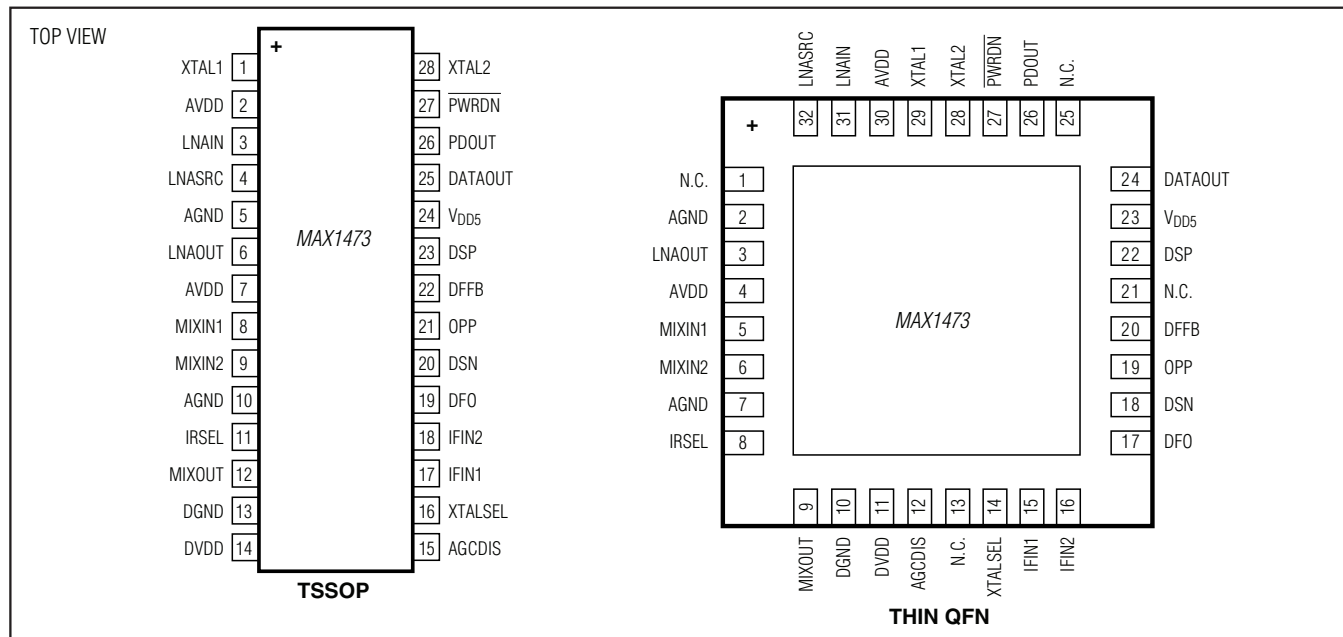 TOP VIEW
+
XTAL1 1
AVDD 2
LNAIN 3
LNASRC 4
AGND 5
LNAOUT 6
AVDD 7
MIXIN1 8
MIXIN2 9
AGND 10
IRSEL 11
MIXOUT 12
DGND 13
DVDD 14
MAX1473
28 XTAL2
27 PWRDN
26 PDOUT
25 DATAOUT
24 VDD5
23 DSP
22 DFFB
21 OPP
20 DSN
19 DFO
18 IFIN2
17 IFIN1
16 XTALSEL
15 AGCDIS
TSSOP
LNASRC
LNAIN
AVDD
XTAL1
XTAL2
PWRDN
PDOUT
N.C.
+
32
31
30
29
28
27
26
25
N.C. 1
AGND 2
LNAOUT 3
AVDD 4
MIXIN1 5
MIXIN2 6
AGND 7
IRSEL 8
MAX1473
24 DATAOUT
23 VDD5
22 DSP
21 N.C.
20 DFFB
19 OPP
18 DSN
17 DFO
9
10
11
12
13
14
15
16
MIXOUT
DGND
DVDD
AGCDIS
N.C.
XTALSEL
IFIN1
IFIN2
THIN QFN